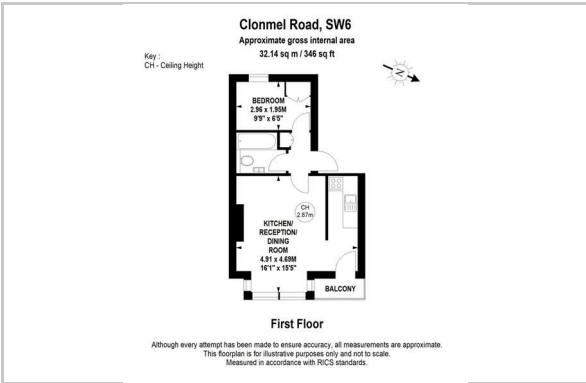 Clonmel Road, SW6
Approximate gross internal area
32.14 sq m / 346 sq ft
Key :
CH - Ceiling Height
N
BEDROOM
2.96 x 1.95M
9'9" x 6'5"
CH
2.87m
KITCHEN/
RECEPTION/
DINING
ROOM
4.91 x 4.69M
16'1" x 15'5"
BALCONY
First Floor
Although every attempt has been made to ensure accuracy, all measurements are approximate.
This floorplan is for illustrative purposes only and not to scale.
Measured in accordance with RICS standards.